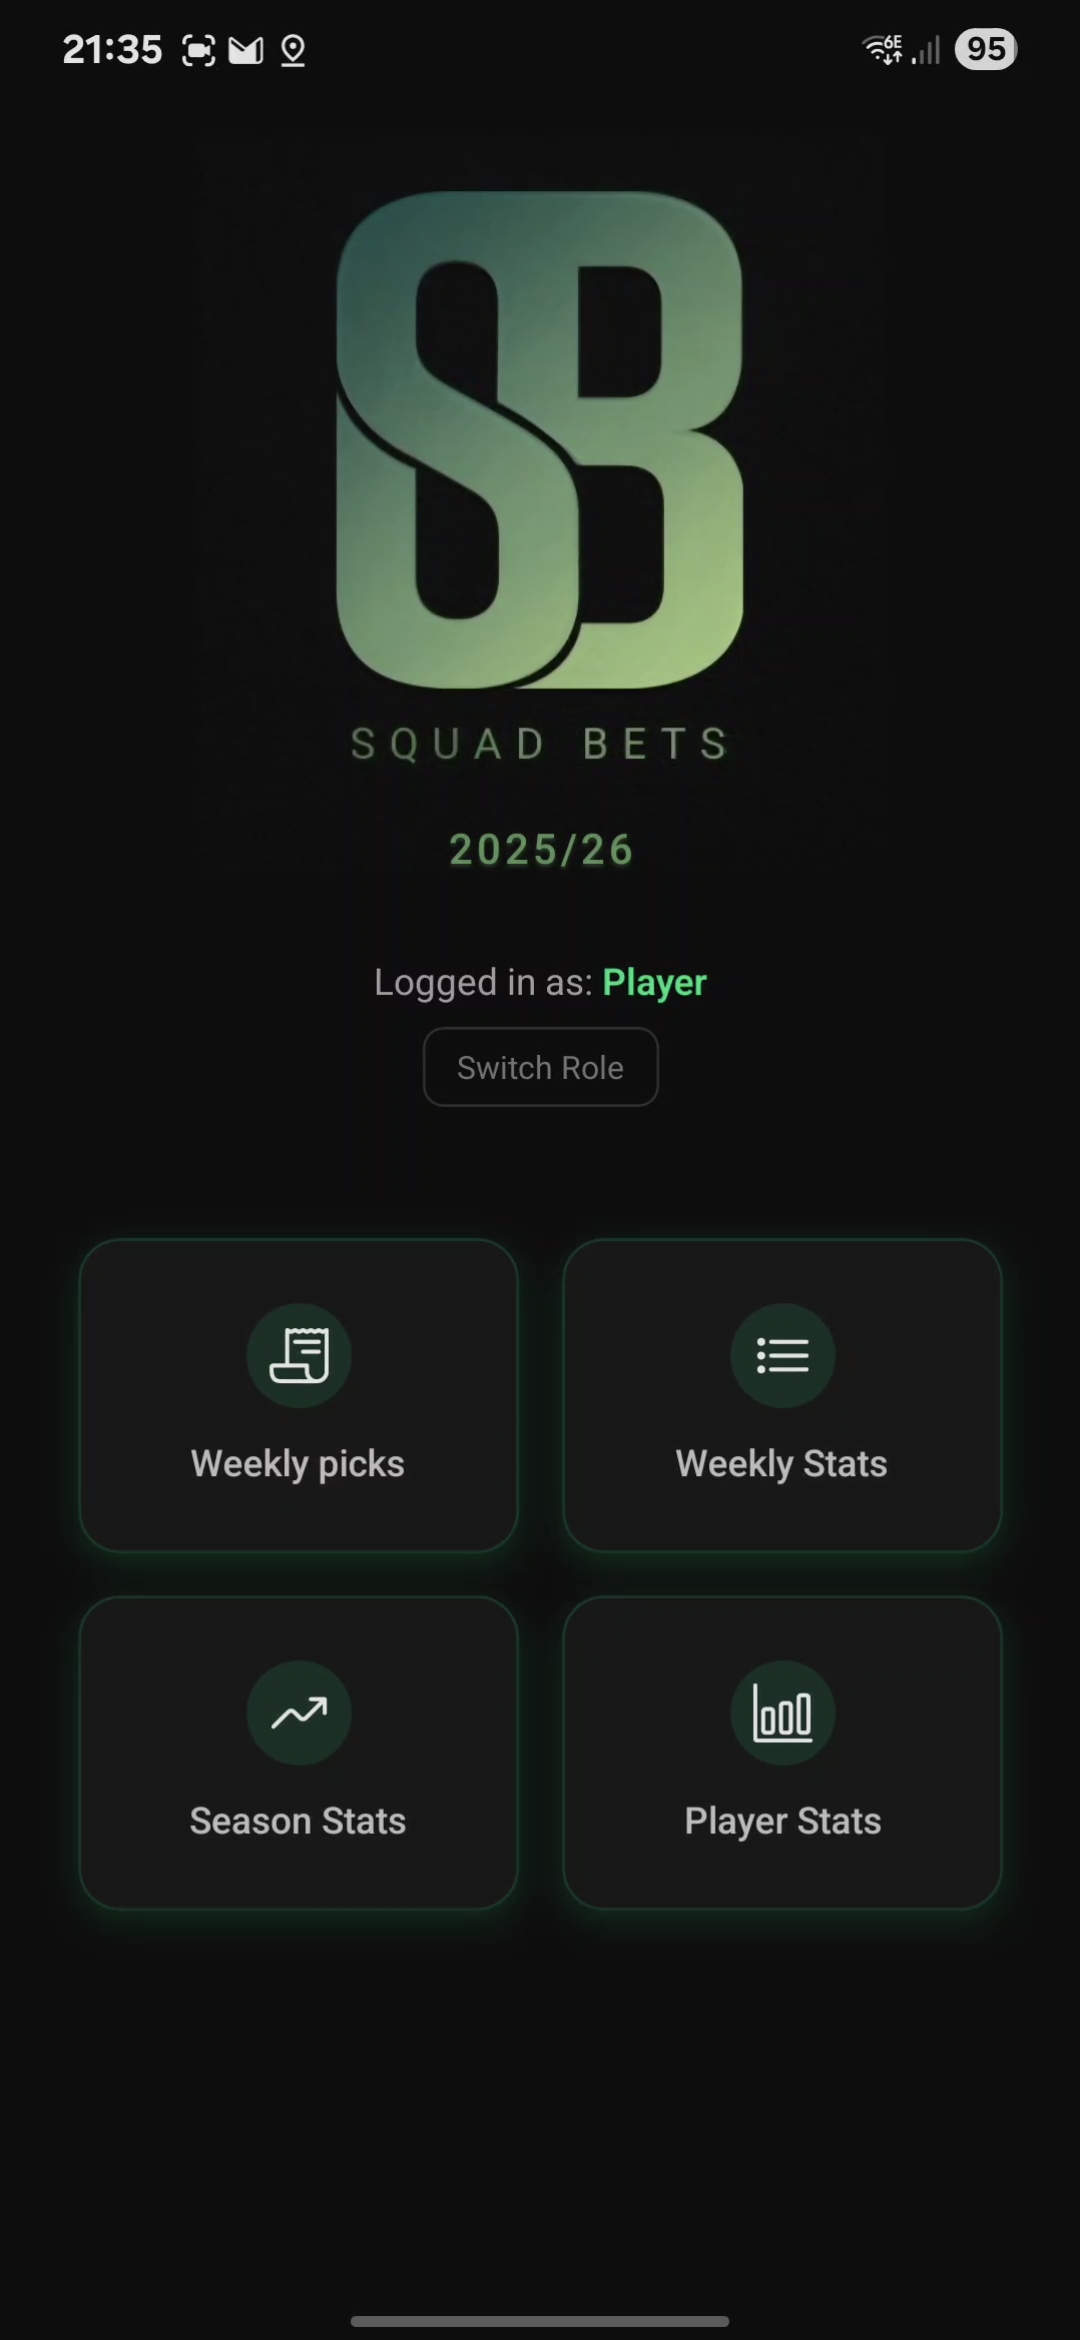 21:35
6E
95
SB
SQUAD BETS
2025/26
Logged in as: Player
Switch Role
Weekly picks
Weekly Stats
Season Stats
Player Stats